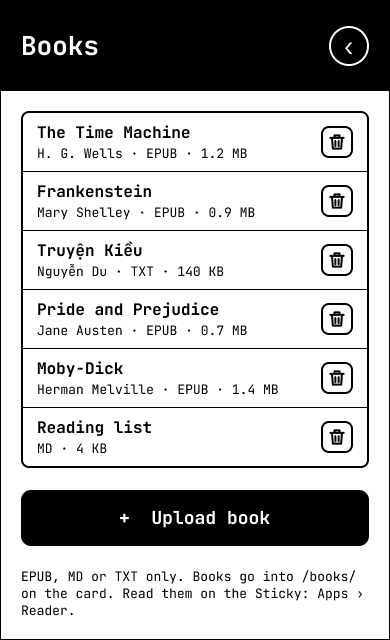 Books ‹
The Time Machine
H. G. Wells · EPUB · 1.2 MB
Frankenstein
Mary Shelley · EPUB · 0.9 MB
Truyện Kiều
Nguyễn Du · TXT · 140 KB
Pride and Prejudice
Jane Austen · EPUB · 0.7 MB
Moby-Dick
Herman Melville · EPUB · 1.4 MB
Reading list
MD · 4 KB
+ Upload book
EPUB, MD or TXT only. Books go into /books/
on the card. Read them on the Sticky: Apps ›
Reader.